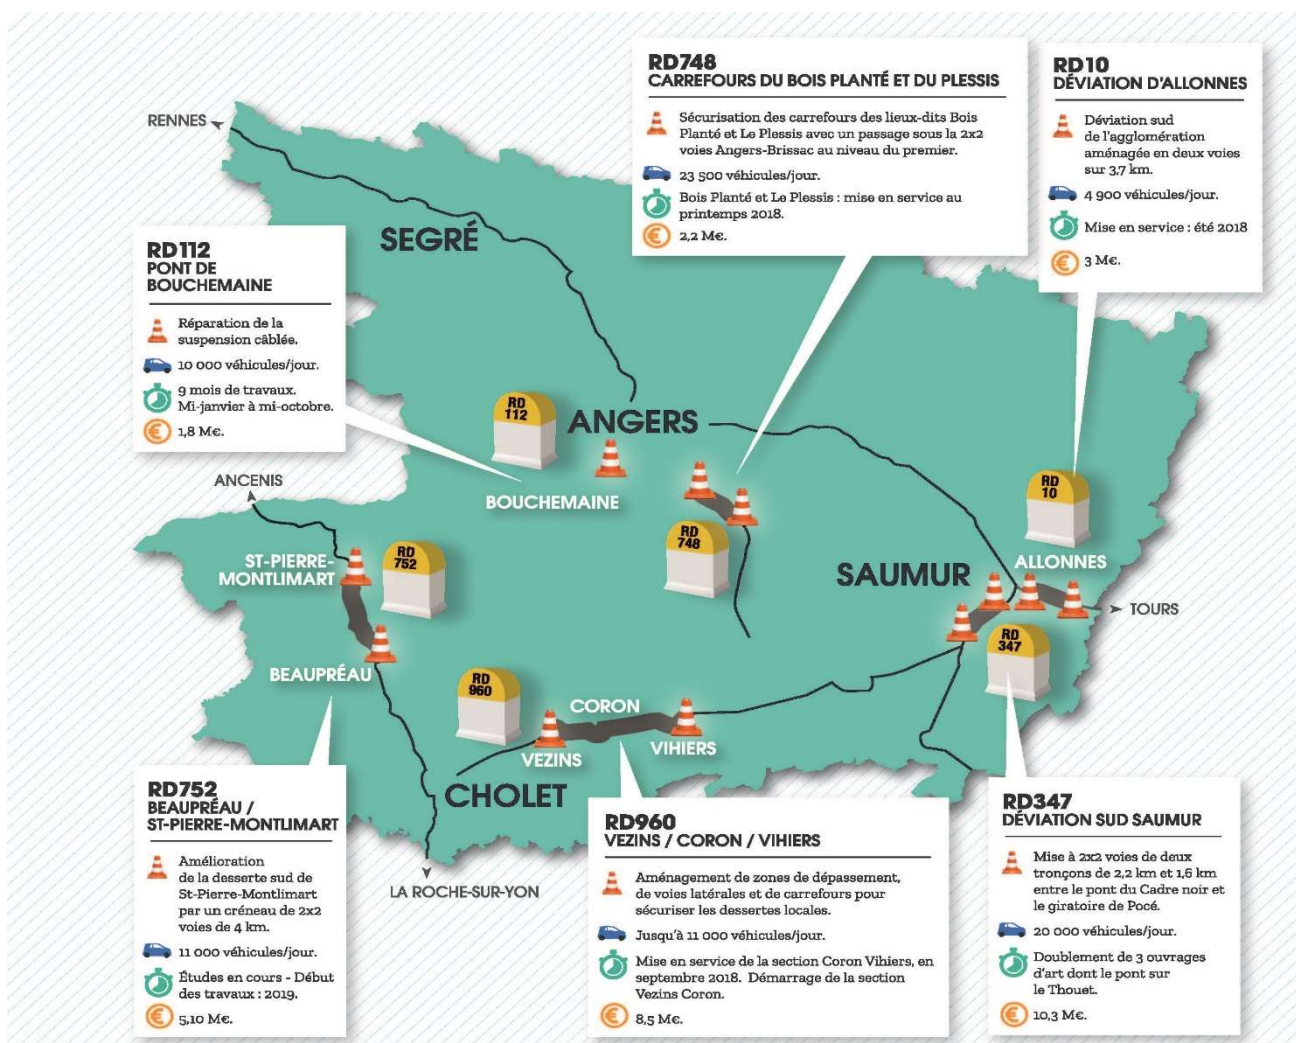 RD748
CARREFOURS DU BOIS PLANTÉ ET DU PLESSIS
Sécurisation des carrefours des lieux-dits Bois
Planté et Le Plessis avec un passage sous la 2x2
voies Angers-Brissac au niveau du premier.
23 500 véhicules/jour.
Bois Planté et Le Plessis : mise en service au
printemps 2018.
2,2 M€.
RD10
DÉVIATION D'ALLONNES
Déviation sud
de l'agglomération
aménagée en deux voies
sur 3,7 km.
4 900 véhicules/jour.
Mise en service : été 2018
3 M€.
RENNES
SEGRÉ
RD112
PONT DE
BOUCHEMAINE
Réparation de la
suspension câblée.
10 000 véhicules/jour.
9 mois de travaux.
Mi-janvier à mi-octobre.
1,8 M€.
RD
112
ANGERS
BOUCHEMAINE
ANCENIS
RD
10
ALLONNES
RD
748
ST-PIERRE-
MONTLIMART
RD
752
SAUMUR
TOURS
RD
347
BEAUPRÉAU
RD
960
CORON
VEZINS
VIHIERS
CHOLET
LA ROCHE-SUR-YON
RD752
BEAUPRÉAU /
ST-PIERRE-MONTLIMART
Amélioration
de la desserte sud de
St-Pierre-Montlimart
par un créneau de 2x2
voies de 4 km.
11 000 véhicules/jour.
Études en cours - Début
des travaux : 2019.
5,10 M€.
RD960
VEZINS / CORON / VIHIERS
Aménagement de zones de dépassement,
de voies latérales et de carrefours pour
sécuriser les dessertes locales.
Jusqu'à 11 000 véhicules/jour.
Mise en service de la section Coron Vihiers, en
septembre 2018. Démarrage de la section
Vezins Coron.
8,5 M€.
RD347
DÉVIATION SUD SAUMUR
Mise à 2x2 voies de deux
tronçons de 2,2 km et 1,6 km
entre le pont du Cadre noir et
le giratoire de Pocé.
20 000 véhicules/jour.
Doublement de 3 ouvrages
d'art dont le pont sur
le Thouet.
10,3 M€.